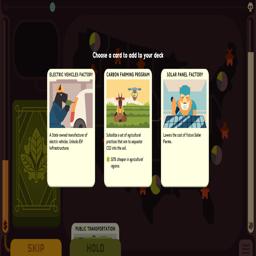 Choose a card to add to your deck
ELECTRIC VEHICLES FACTORY
A State-owned manufacturer of
electric vehicles. Unlocks EV
Infrastructure.
CARBON FARMING PROGRAM
Subsidize a set of agricultural
practices that aim to sequester
CO2 into the soil.
50% cheaper in agricultural
regions.
SOLAR PANEL FACTORY
Lowers the cost of future Solar
Farms.
PUBLIC TRANSPORTATION
SKIP
HOLD